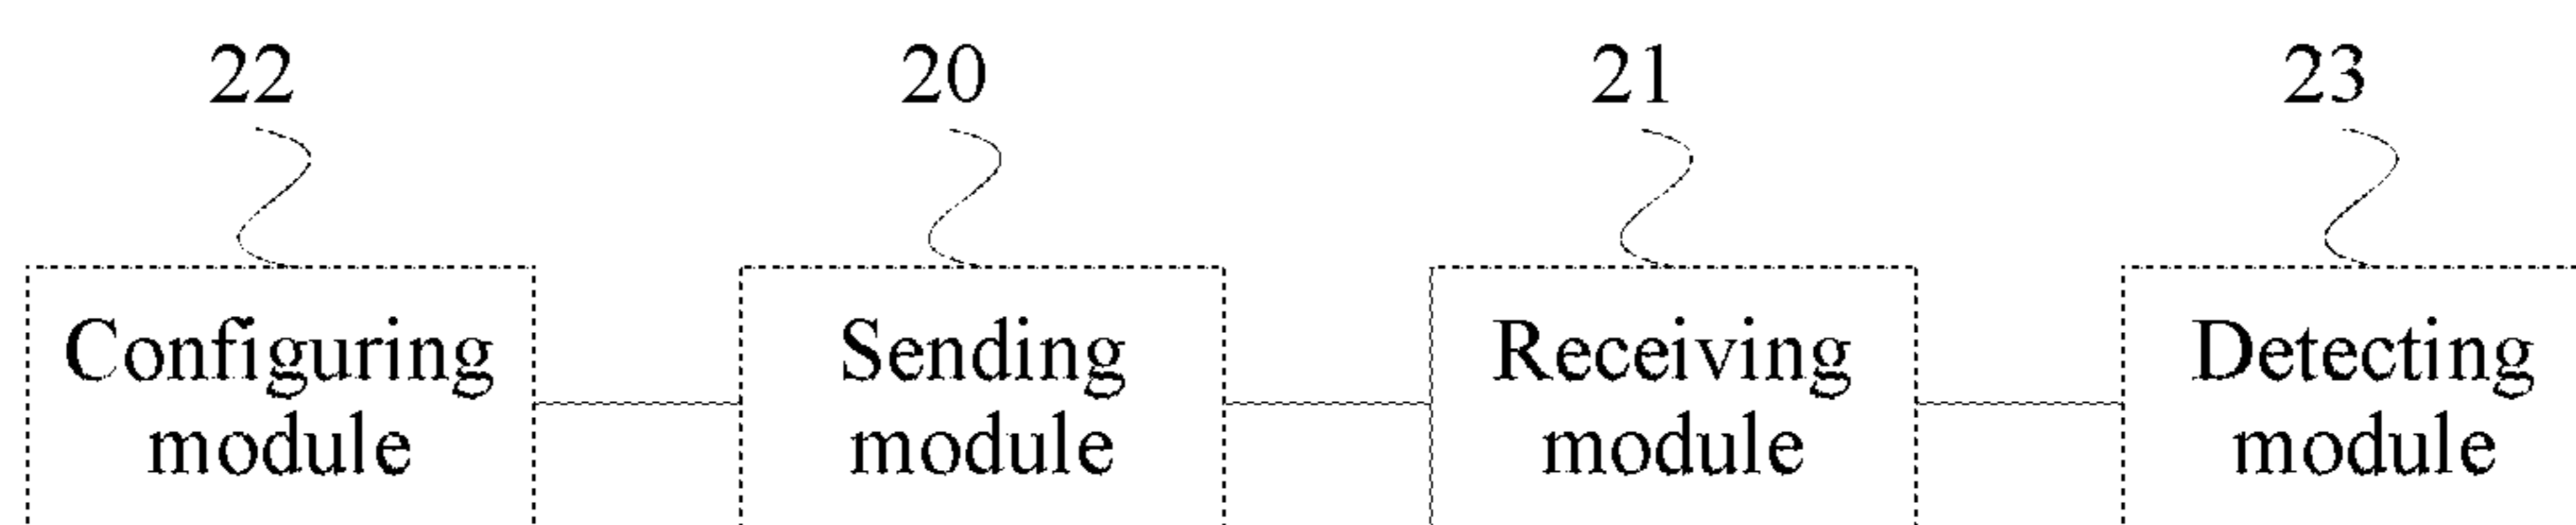 22 20 21 23
Configuring Sending Receiving Detecting
module module module module